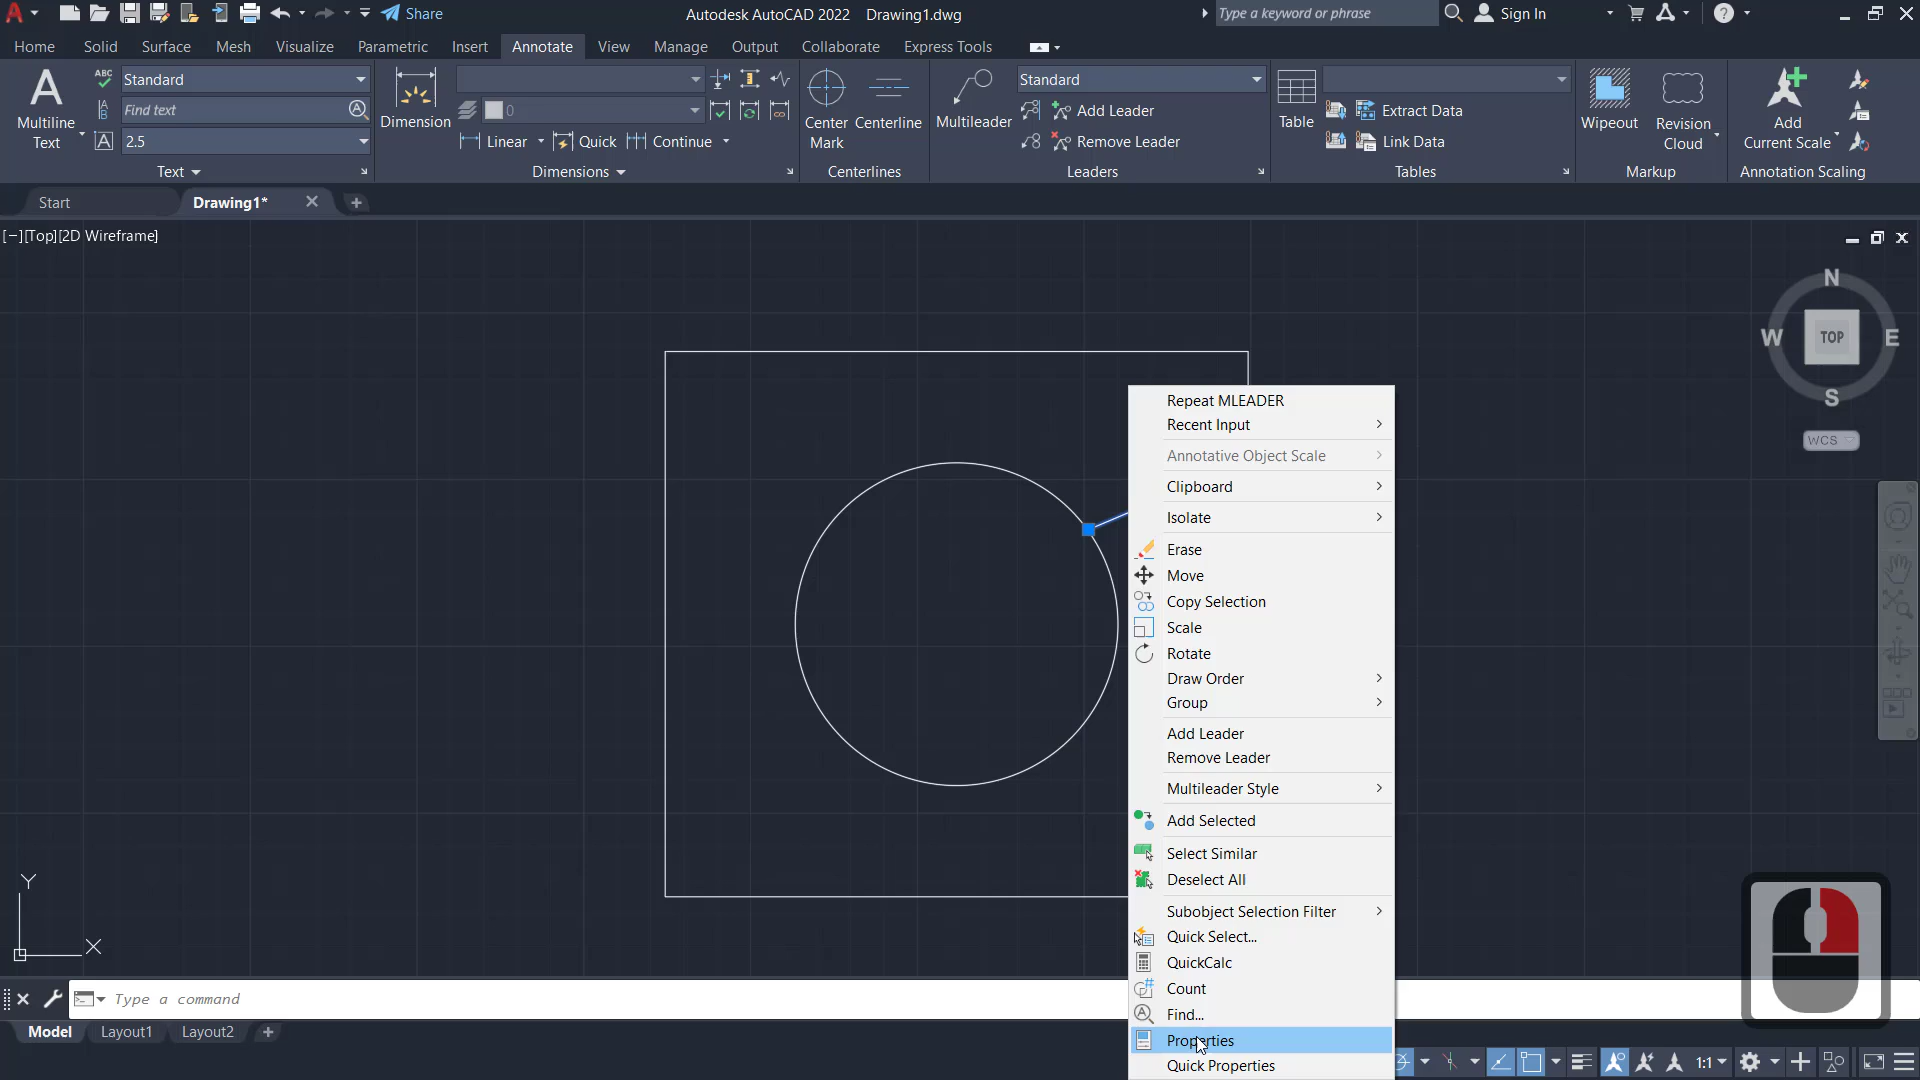 Share
Autodesk AutoCAD 2022 Drawing1.dwg
Type a keyword or phrase
Sign In
Home Solid Surface Mesh Visualize Parametric Insert Annotate View Manage Output Collaborate Express Tools
Multiline Text
Standard
Find text
2.5
Text
Dimension
0
Linear Quick Continue
Dimensions
Center Mark
Centerline
Centerlines
Multileader
Standard
Add Leader
Remove Leader
Leaders
Table
Extract Data
Link Data
Tables
Wipeout
Revision Cloud
Markup
Add Current Scale
Annotation Scaling
Start
Drawing1*
[−][Top][2D Wireframe]
N
W TOP E
S
WCS
Repeat MLEADER
Recent Input
Annotative Object Scale
Clipboard
Isolate
Erase
Move
Copy Selection
Scale
Rotate
Draw Order
Group
Add Leader
Remove Leader
Multileader Style
Add Selected
Select Similar
Deselect All
Subobject Selection Filter
Quick Select...
QuickCalc
Count
Find...
Properties
Quick Properties
Y
X
Type a command
Model Layout1 Layout2
1:1